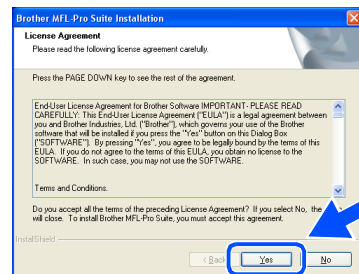 Brother MFL-Pro Suite Installation
License Agreement
Please read the following license agreement carefully.
Press the PAGE DOWN key to see the rest of the agreement.
End-User License Agreement for Brother Software IMPORTANT- PLEASE READ
CAREFULLY: This End-User License Agreement ("EULA") is a legal agreement between
you and Brother Industries, Ltd. ("Brother"), which governs your use of the Brother
software that will be installed if you press the "Yes" button on this Dialog Box
("SOFTWARE"). By pressing "Yes", you agree to be legally bound by the terms of this
EULA. If you do not agree to the terms of this EULA, you obtain no license to the
SOFTWARE. In such case, you may not use the SOFTWARE.
Terms and Conditions.
Do you accept all the terms of the preceding License Agreement? If you select No, the
will close. To install Brother MFL-Pro Suite, you must accept this agreement.
InstallShield
< Back
Yes
No